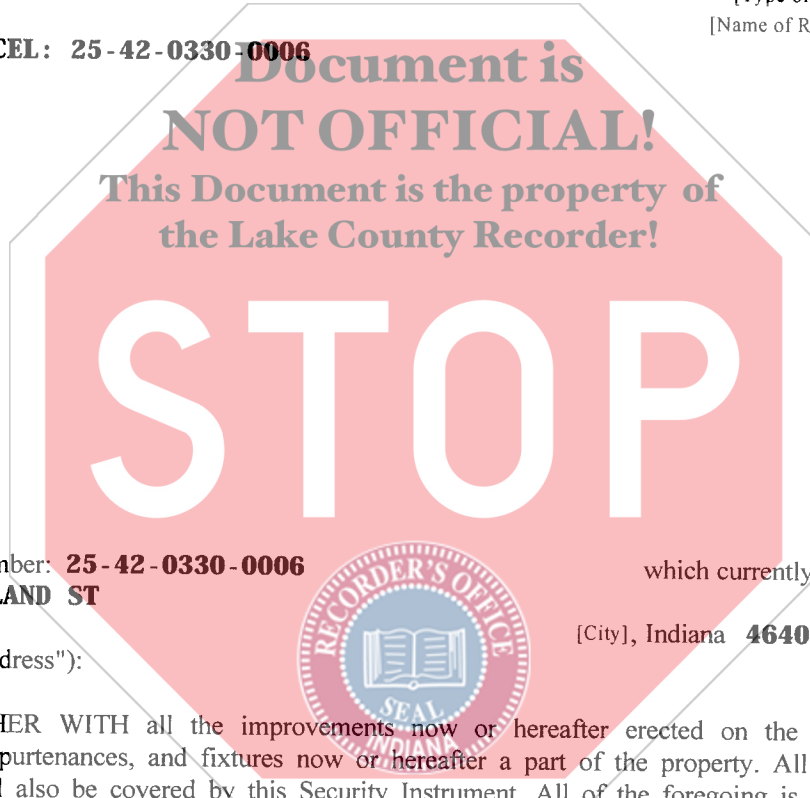 [Type of
[Name of R
CEL: 25-42-0330-0006
Document is
NOT OFFICIAL!
This Document is the property of
the Lake County Recorder!
STOP
nber: 25-42-0330-0006
which currently
LAND ST
[City], Indiana 4640
dress"):
RECORDER'S OFFICE
SEAL
INDIANA
HER WITH all the improvements now or hereafter erected on the
purtenances, and fixtures now or hereafter a part of the property. All
l also be covered by this Security Instrument. All of the foregoing is